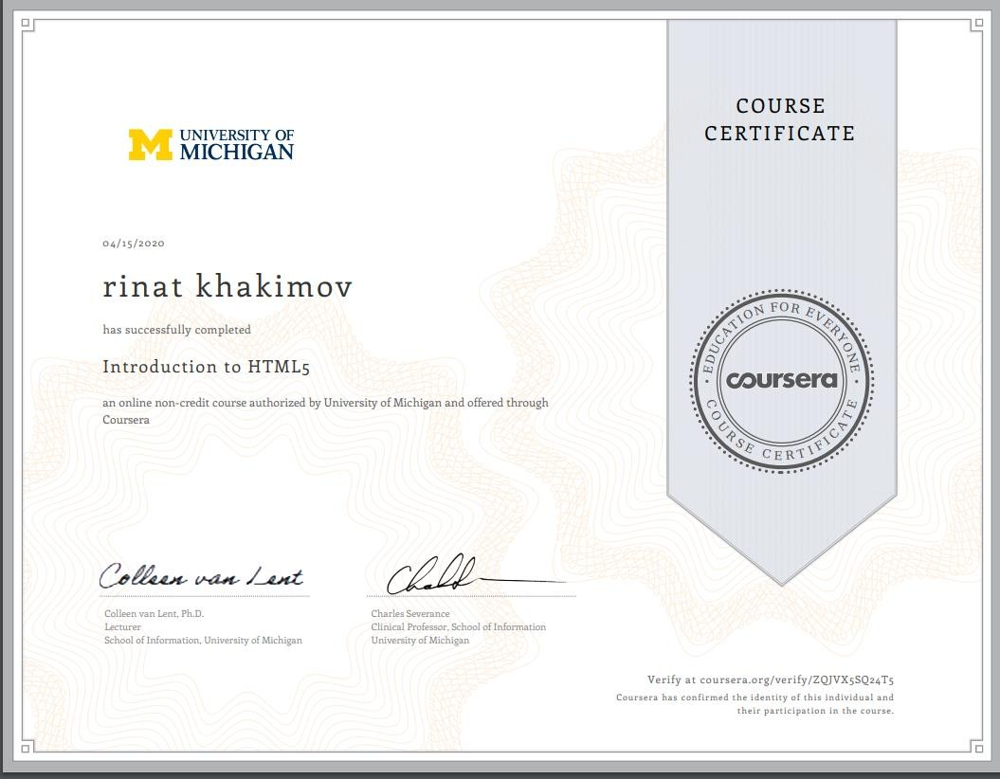 COURSE
CERTIFICATE
UNIVERSITY OF
MICHIGAN
04/15/2020
rinat khakimov
has successfully completed
Introduction to HTML5
an online non-credit course authorized by University of Michigan and offered through
Coursera
EDUCATION FOR EVERYONE
coursera
COURSE CERTIFICATE
Colleen van Lent
Colleen van Lent, Ph.D.
Lecturer
School of Information, University of Michigan
Charles Severance
Clinical Professor, School of Information
University of Michigan
Verify at coursera.org/verify/ZQJVX5SQ24T5
Coursera has confirmed the identity of this individual and
their participation in the course.